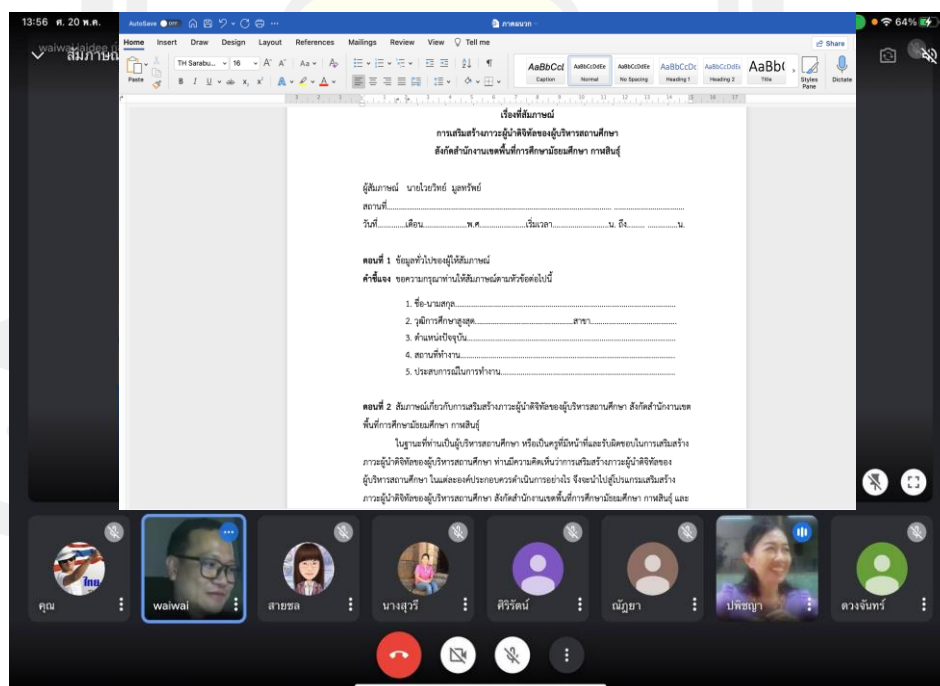 13:56 ศ. 20 พ.ค.
64%
waiwaijaidee
สัมภาษณ์
AutoSave OFF
ภาคผนวก
Home Insert Draw Design Layout References Mailings Review View Tell me
Share
Paste
TH Sarabu... 16
AaBbCcI Caption
AaBbCcDdEe Normal
AaBbCcDdEe No Spacing
AaBbCcDc Heading 1
AaBbCcDdEe Heading 2
AaBb( Title
Styles Pane
Dictate
เรื่องที่สัมภาษณ์
การเสริมสร้างภาวะผู้นำดิจิทัลของผู้บริหารสถานศึกษา
สังกัดสำนักงานเขตพื้นที่การศึกษามัธยมศึกษา กาฬสินธุ์
ผู้สัมภาษณ์ นายไวยวิทย์ มูลทรัพย์
สถานที่.......................................................................
วันที่.............เดือน....................พ.ศ......................เริ่มเวลา..........................น. ถึง........ ..............น.
ตอนที่ 1 ข้อมูลทั่วไปของผู้ให้สัมภาษณ์
คำชี้แจง ขอความกรุณาท่านให้สัมภาษณ์ตามหัวข้อต่อไปนี้
1. ชื่อ-นามสกุล.......................................................................
2. วุฒิการศึกษาสูงสุด..............................................สาขา........................................
3. ตำแหน่งปัจจุบัน.......................................................................
4. สถานที่ทำงาน.......................................................................
5. ประสบการณ์ในการทำงาน.......................................................................
ตอนที่ 2 สัมภาษณ์เกี่ยวกับการเสริมสร้างภาวะผู้นำดิจิทัลของผู้บริหารสถานศึกษา สังกัดสำนักงานเขต
พื้นที่การศึกษามัธยมศึกษา กาฬสินธุ์
ในฐานะที่ท่านเป็นผู้บริหารสถานศึกษา หรือเป็นครูที่มีหน้าที่และรับผิดชอบในการเสริมสร้าง
ภาวะผู้นำดิจิทัลของผู้บริหารสถานศึกษา ท่านมีความคิดเห็นว่าการเสริมสร้างภาวะผู้นำดิจิทัลของ
ผู้บริหารสถานศึกษา ในแต่ละองค์ประกอบควรดำเนินการอย่างไร จึงจะนำไปสู่โปรแกรมเสริมสร้าง
ภาวะผู้นำดิจิทัลของผู้บริหารสถานศึกษา สังกัดสำนักงานเขตพื้นที่การศึกษามัธยมศึกษา กาฬสินธุ์ และ
คุณ
waiwai
สายชล
นางสุวรี
ศิริรัตน์
ณัฎยา
ปพิชญา
ดวงจันทร์